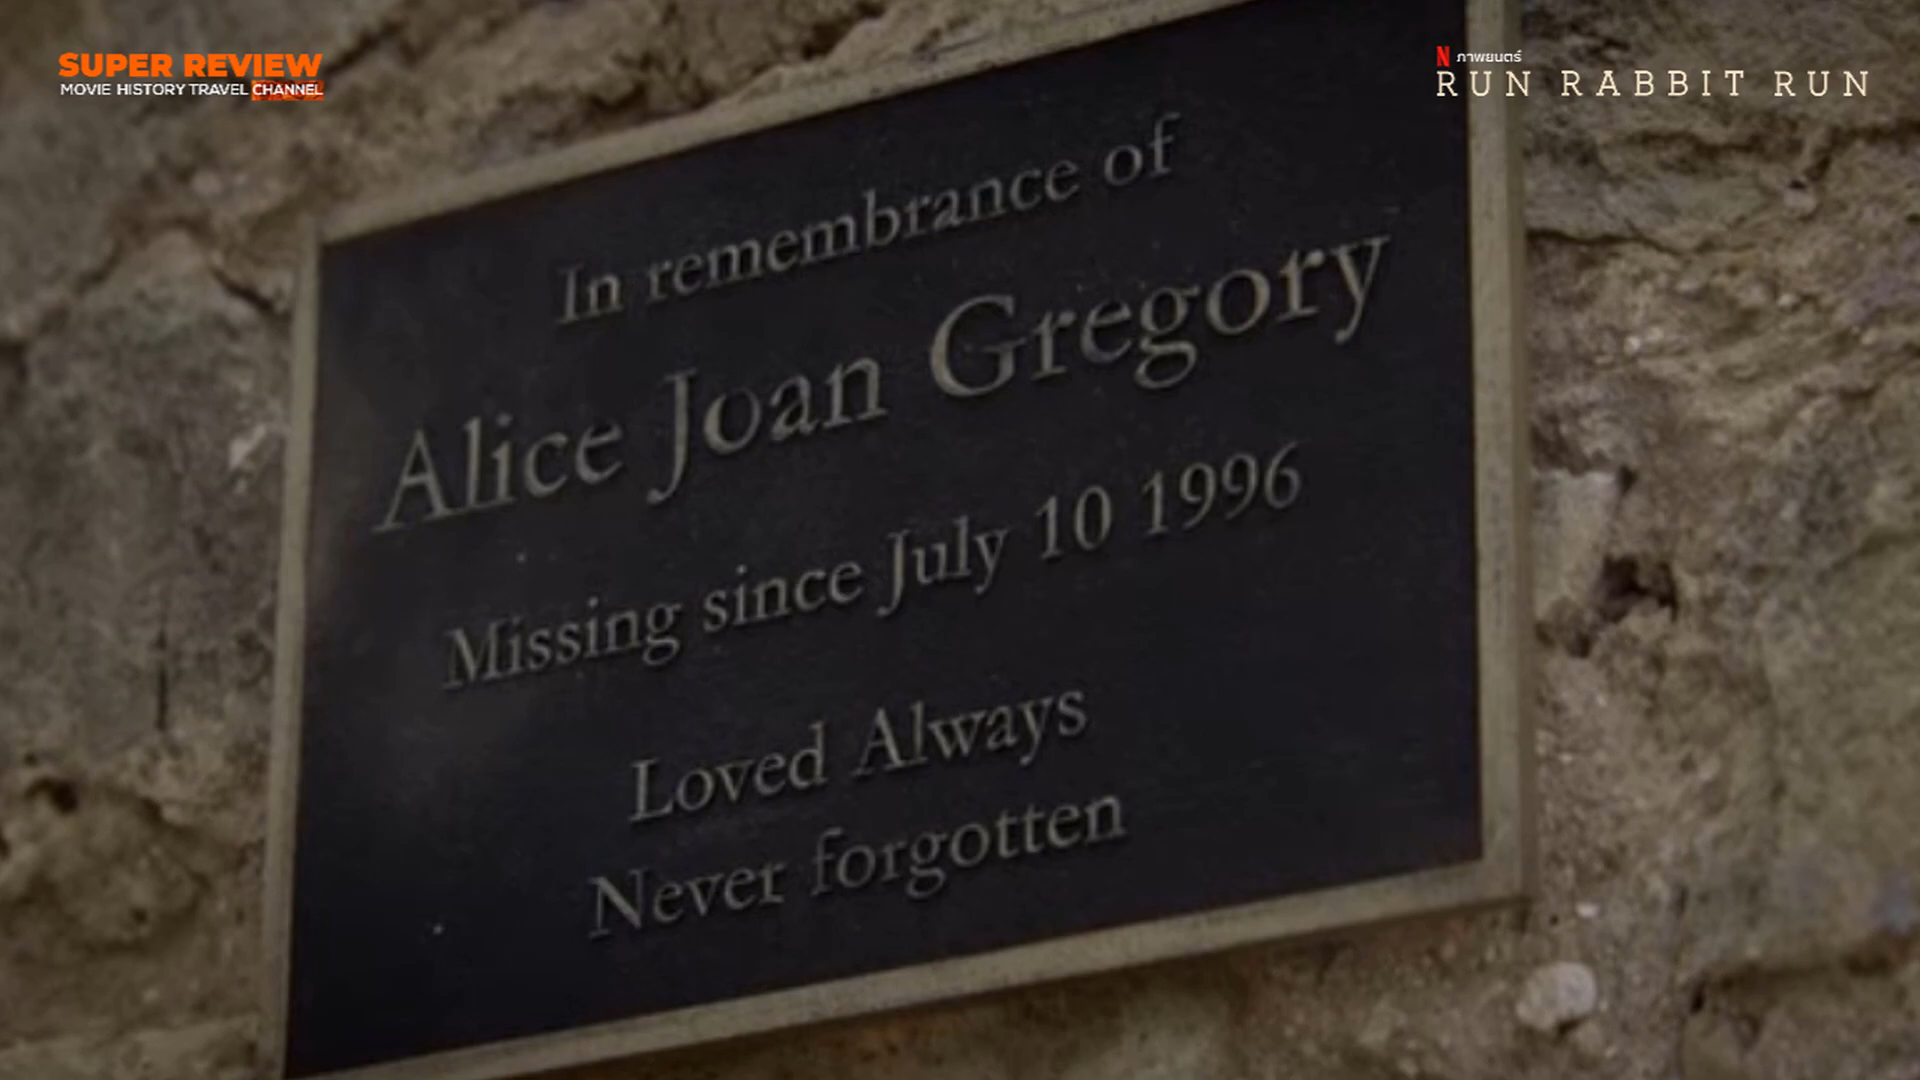 SUPER REVIEW
MOVIE HISTORY TRAVEL CHANNEL
N ภาพยนตร์
RUN RABBIT RUN
In remembrance of
Alice Joan Gregory
Missing since July 10 1996
Loved Always
Never forgotten